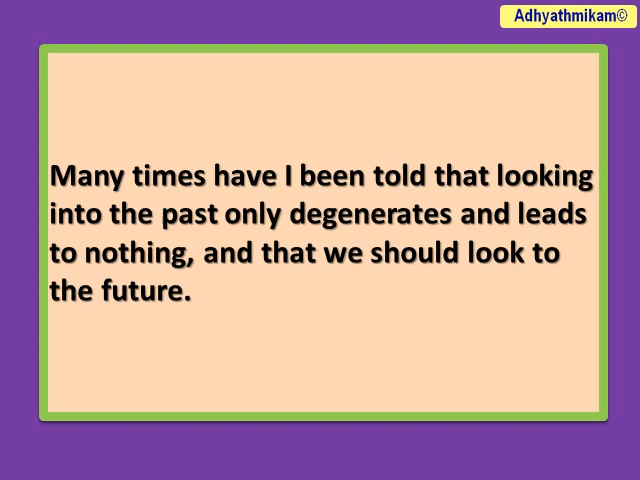 Adhyathmikam©
Many times have I been told that looking
into the past only degenerates and leads
to nothing, and that we should look to
the future.